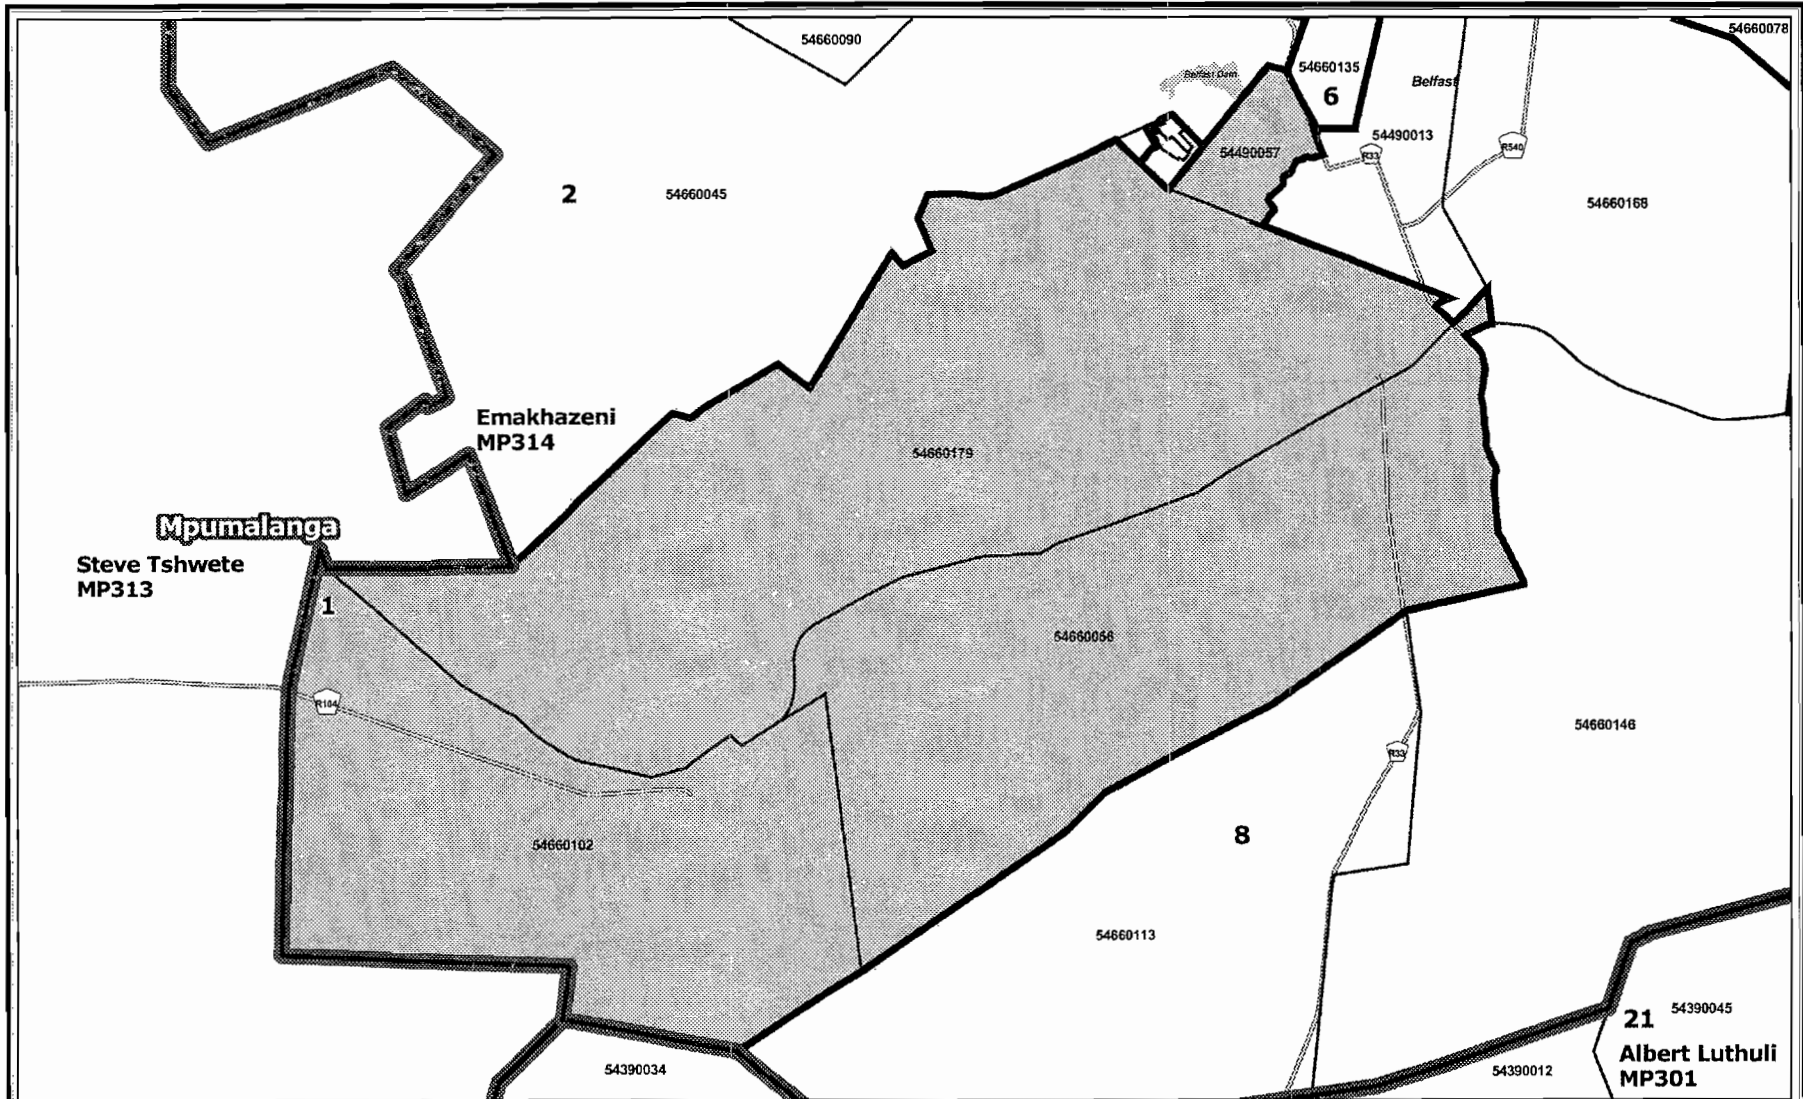 54660090
54660078
Belfast Dam
54660135
6
Belfast
54490013
54490057
R33
R540
2
54660045
54660168
Emakhazeni
MP314
54660179
Mpumalanga
Steve Tshwete
MP313
1
54660056
R104
54660146
R33
54660102
8
54660113
21
54390045
Albert Luthuli
MP301
54390034
54390012